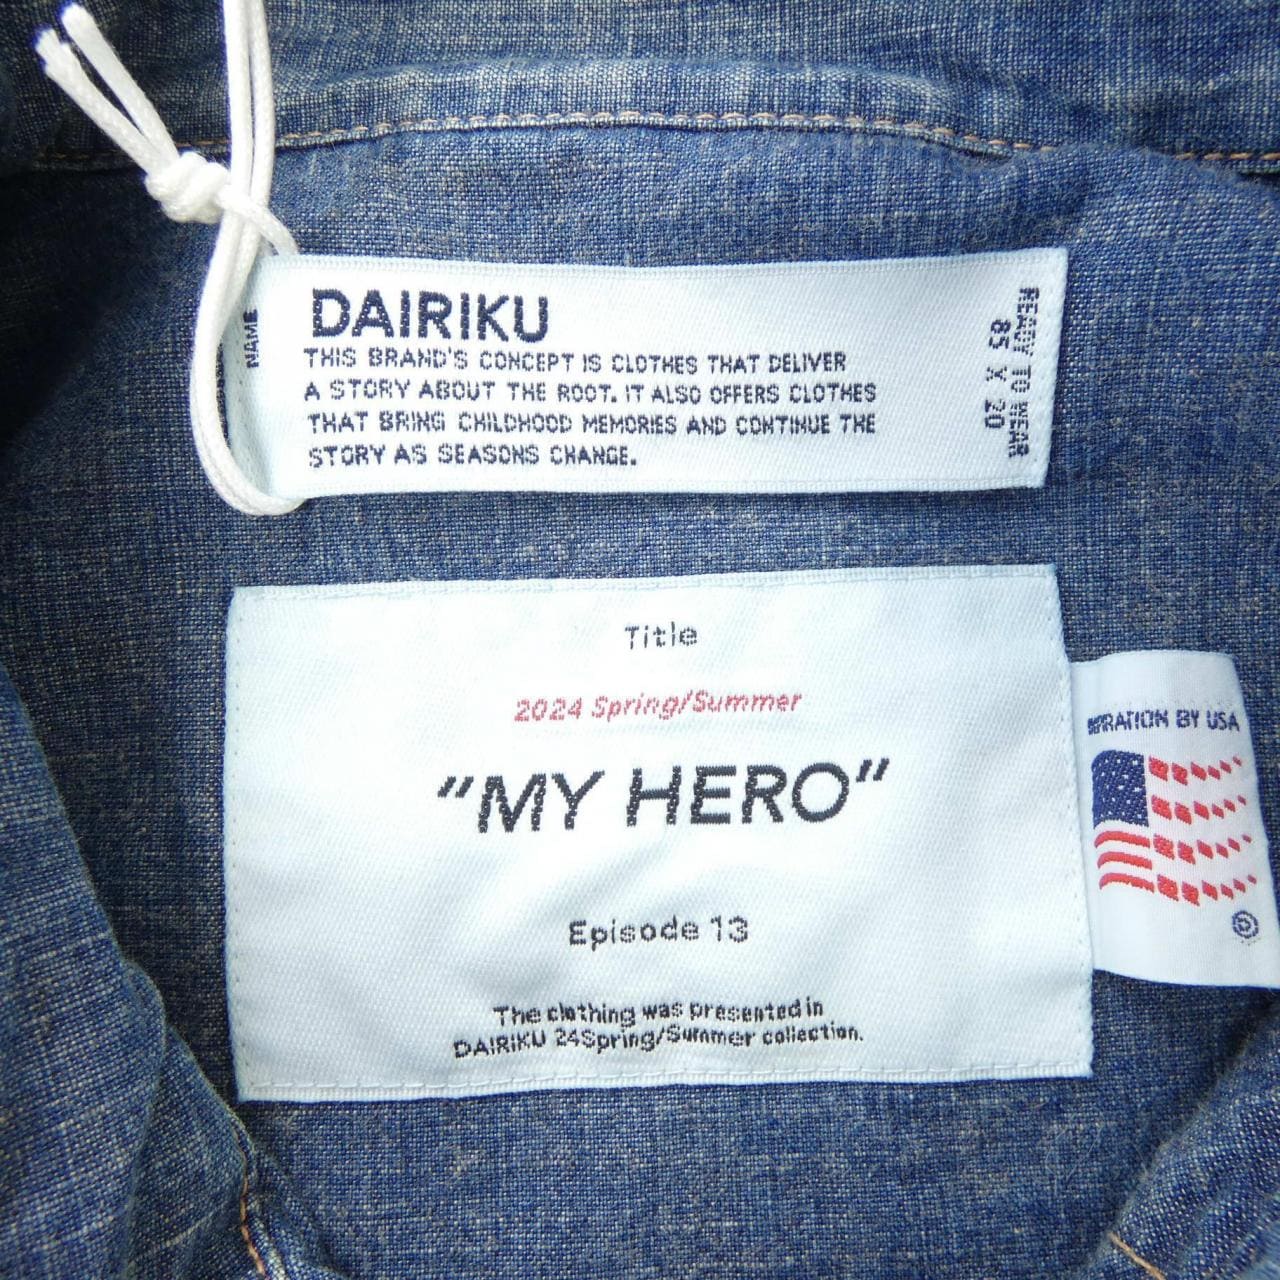 NAME
DAIRIKU
THIS BRAND'S CONCEPT IS CLOTHES THAT DELIVER
A STORY ABOUT THE ROOT. IT ALSO OFFERS CLOTHES
THAT BRING CHILDHOOD MEMORIES AND CONTINUE THE
STORY AS SEASONS CHANGE.
READY TO WEAR
85 X 20
Title
2024 Spring/Summer
"MY HERO"
Episode 13
The clothing was presented in
DAIRIKU 24Spring/Summer collection.
BY USA
©